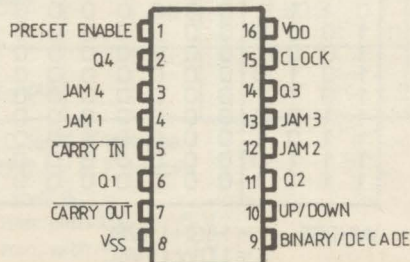 PRESET ENABLE 1 16 VDD
Q4 2 15 CLOCK
JAM 4 3 14 Q3
JAM 1 4 13 JAM 3
CARRY IN 5 12 JAM 2
Q1 6 11 Q2
CARRY OUT 7 10 UP/DOWN
VSS 8 9 BINARY/DECADE